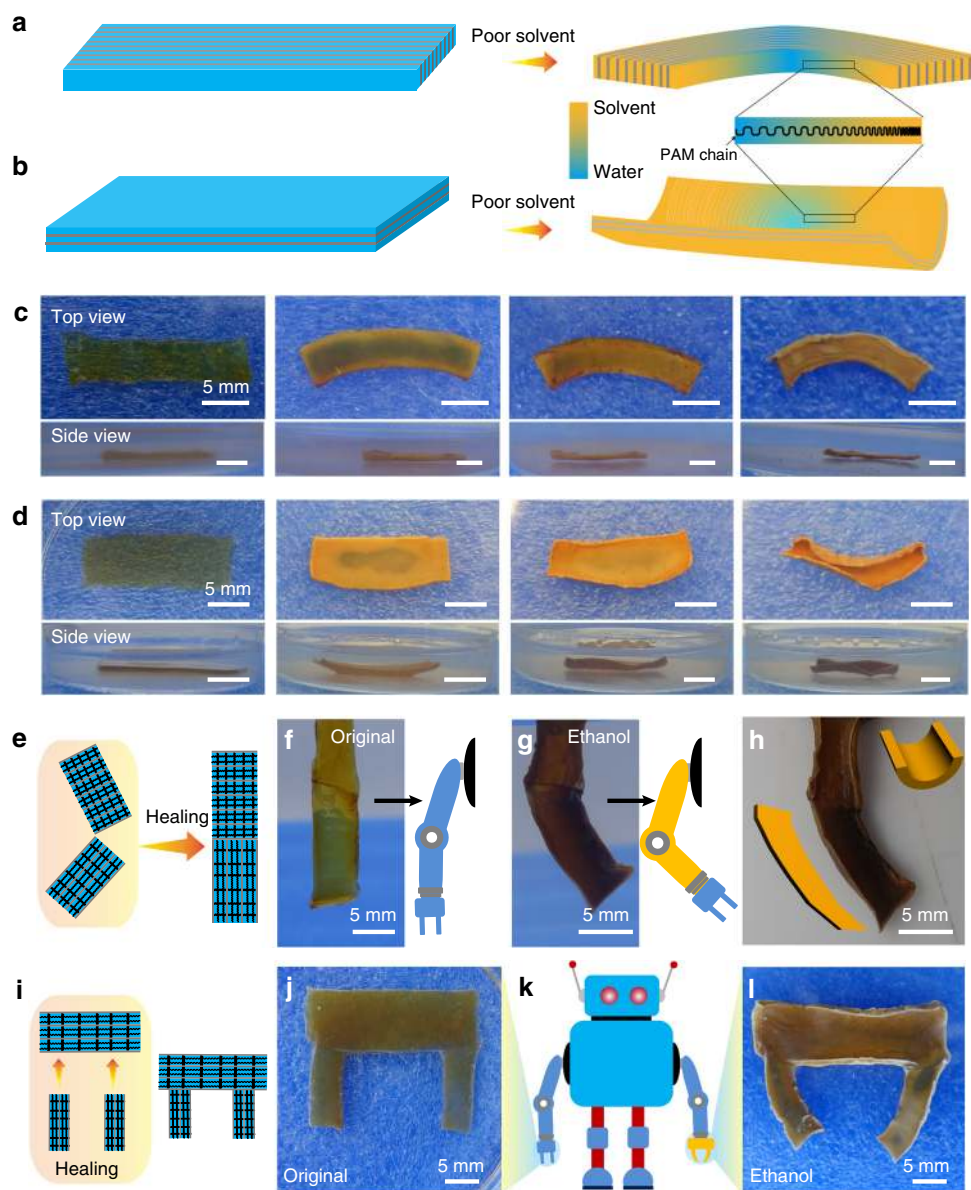 a
Poor solvent
Solvent
PAM chain
Water
b
Poor solvent
c
Top view
5 mm
Side view
d
Top view
5 mm
Side view
e
Healing
f
Original
5 mm
g
Ethanol
5 mm
h
5 mm
i
Healing
j
Original
5 mm
k
l
Ethanol
5 mm